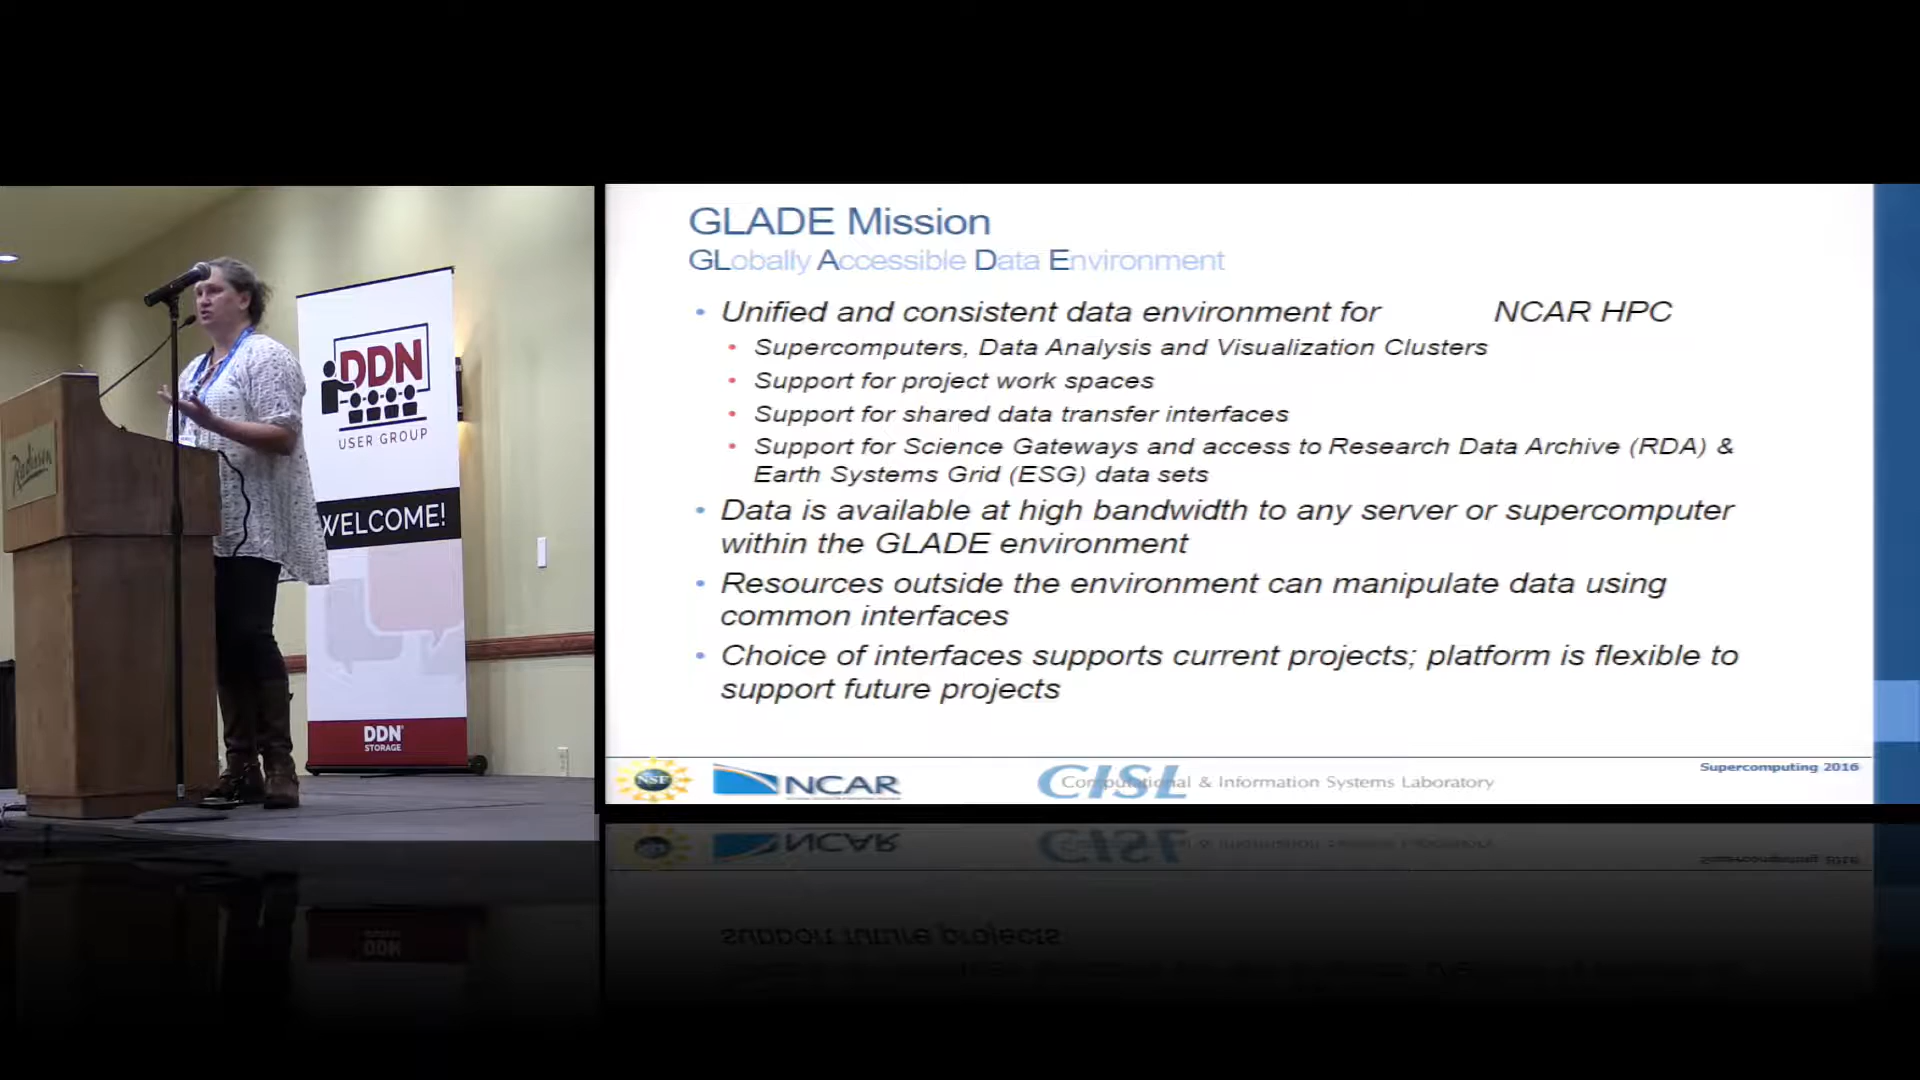 Radisson
DDN
USER GROUP
WELCOME!
DDN
STORAGE
GLADE Mission
GLobally Accessible Data Environment
• Unified and consistent data environment for NCAR HPC
• Supercomputers, Data Analysis and Visualization Clusters
• Support for project work spaces
• Support for shared data transfer interfaces
• Support for Science Gateways and access to Research Data Archive (RDA) &
Earth Systems Grid (ESG) data sets
• Data is available at high bandwidth to any server or supercomputer
within the GLADE environment
• Resources outside the environment can manipulate data using
common interfaces
• Choice of interfaces supports current projects; platform is flexible to
support future projects
NSF
NCAR
CISL
Computational & Information Systems Laboratory
Supercomputing 2016